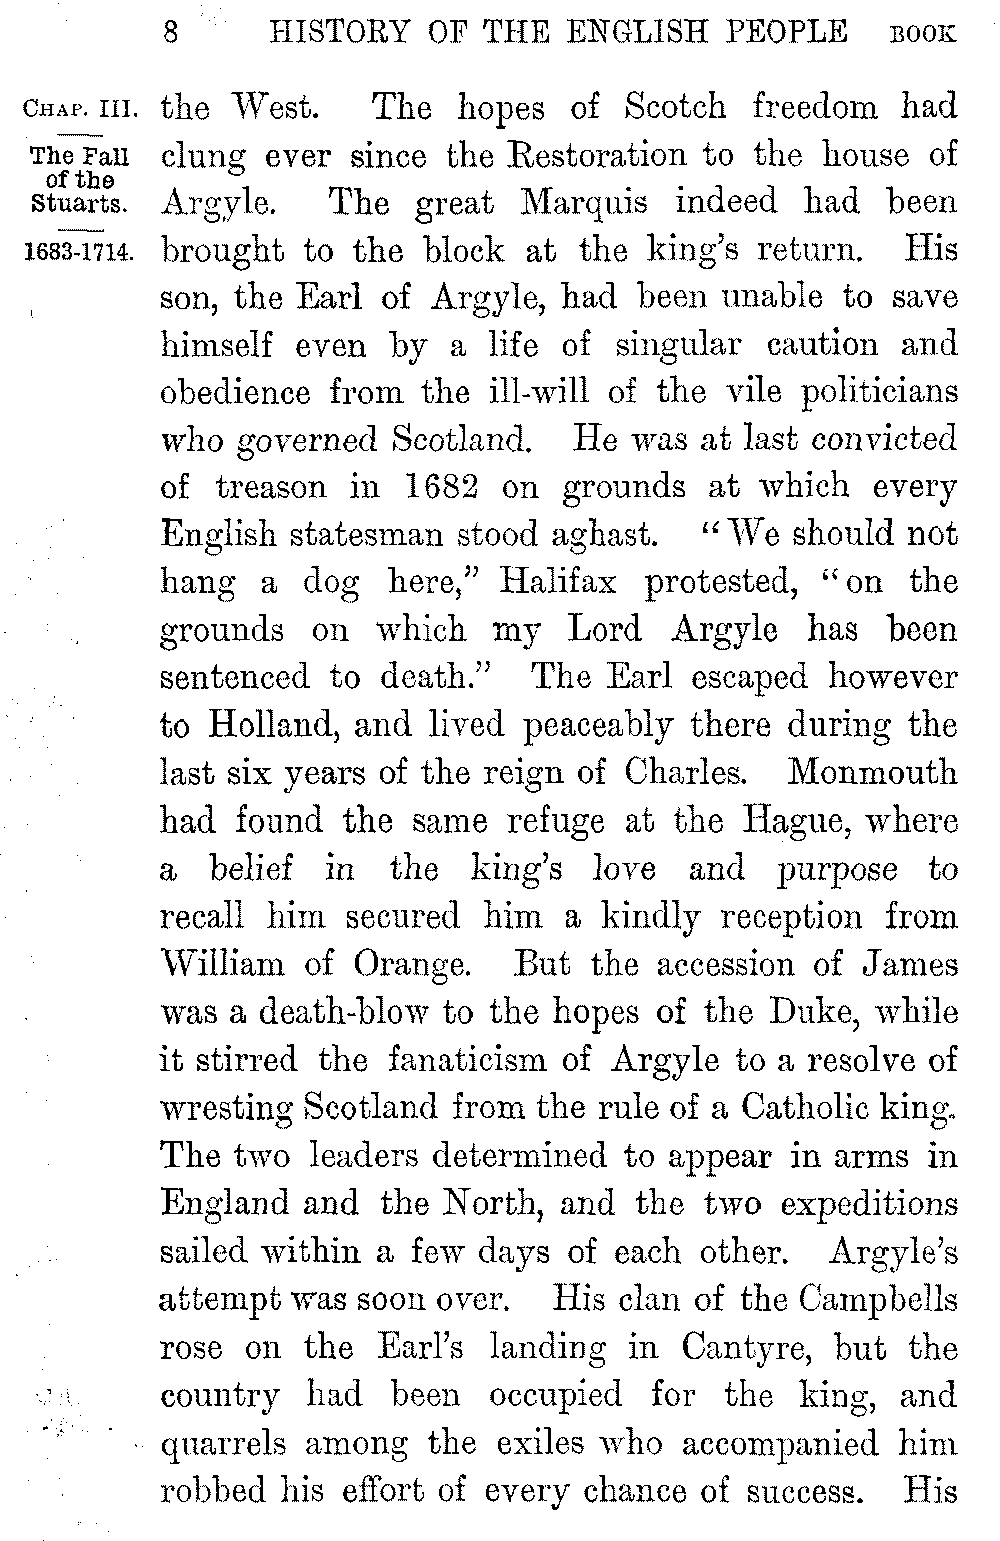 8 HISTORY OF THE ENGLISH PEOPLE BOOK
CHAP. III.
The Fall
of the
Stuarts.
1683-1714.
the West. The hopes of Scotch freedom had
clung ever since the Restoration to the house of
Argyle. The great Marquis indeed had been
brought to the block at the king's return. His
son, the Earl of Argyle, had been unable to save
himself even by a life of singular caution and
obedience from the ill-will of the vile politicians
who governed Scotland. He was at last convicted
of treason in 1682 on grounds at which every
English statesman stood aghast. “We should not
hang a dog here,” Halifax protested, “on the
grounds on which my Lord Argyle has been
sentenced to death.” The Earl escaped however
to Holland, and lived peaceably there during the
last six years of the reign of Charles. Monmouth
had found the same refuge at the Hague, where
a belief in the king's love and purpose to
recall him secured him a kindly reception from
William of Orange. But the accession of James
was a death-blow to the hopes of the Duke, while
it stirred the fanaticism of Argyle to a resolve of
wresting Scotland from the rule of a Catholic king.
The two leaders determined to appear in arms in
England and the North, and the two expeditions
sailed within a few days of each other. Argyle's
attempt was soon over. His clan of the Campbells
rose on the Earl's landing in Cantyre, but the
country had been occupied for the king, and
quarrels among the exiles who accompanied him
robbed his effort of every chance of success. His